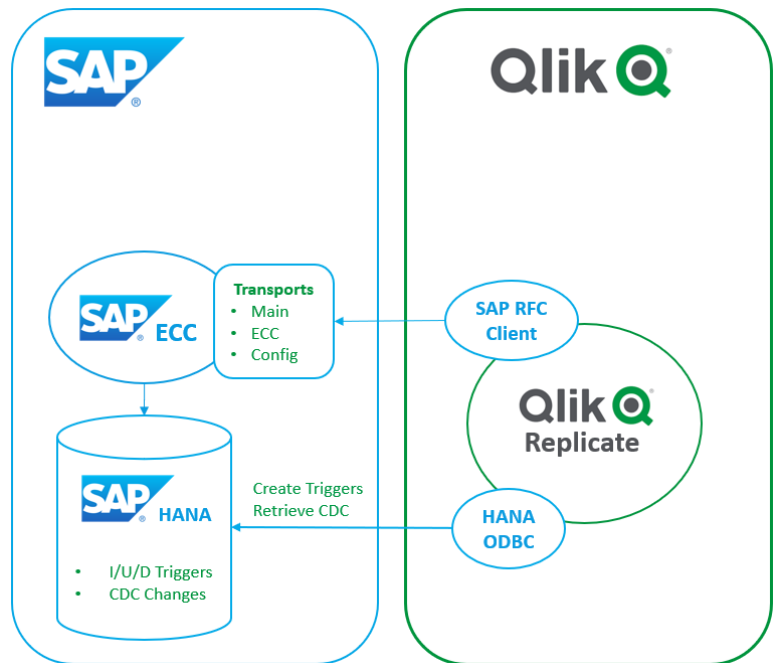 SAP ®
Qlik Q ®
SAP ® ECC
Transports
• Main
• ECC
• Config
SAP RFC
Client
Qlik Q ®
Replicate
SAP ® HANA
• I/U/D Triggers
• CDC Changes
Create Triggers
Retrieve CDC
HANA
ODBC